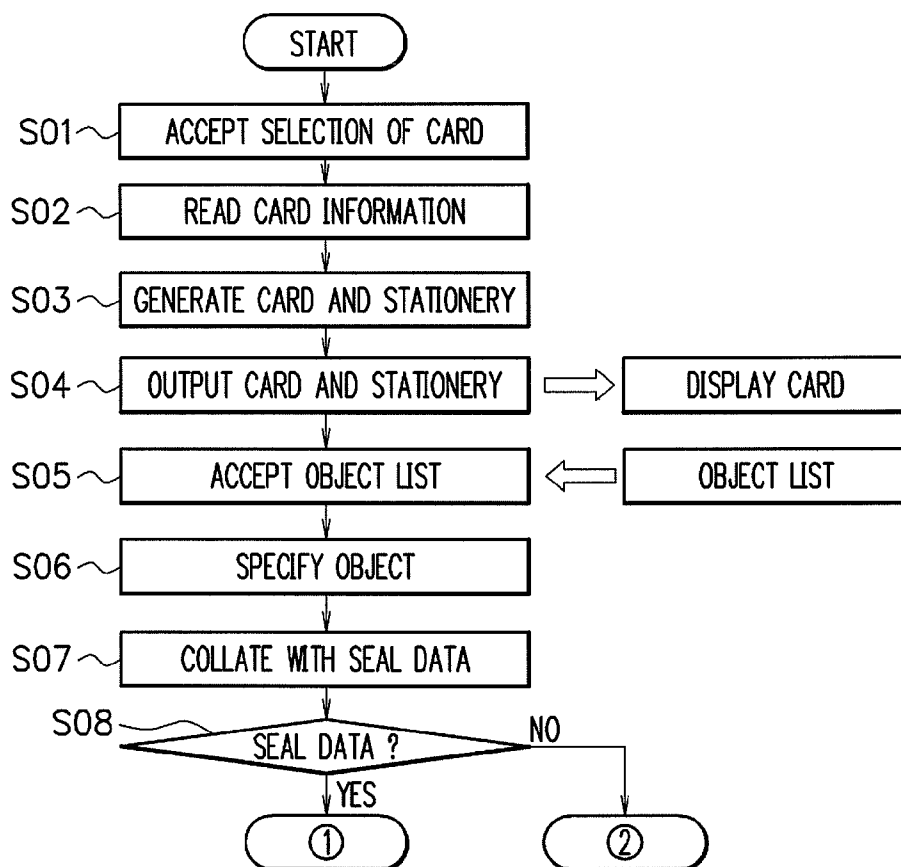 START
S01 ACCEPT SELECTION OF CARD
S02 READ CARD INFORMATION
S03 GENERATE CARD AND STATIONERY
S04 OUTPUT CARD AND STATIONERY DISPLAY CARD
S05 ACCEPT OBJECT LIST OBJECT LIST
S06 SPECIFY OBJECT
S07 COLLATE WITH SEAL DATA
S08 SEAL DATA ? NO
YES
① ②